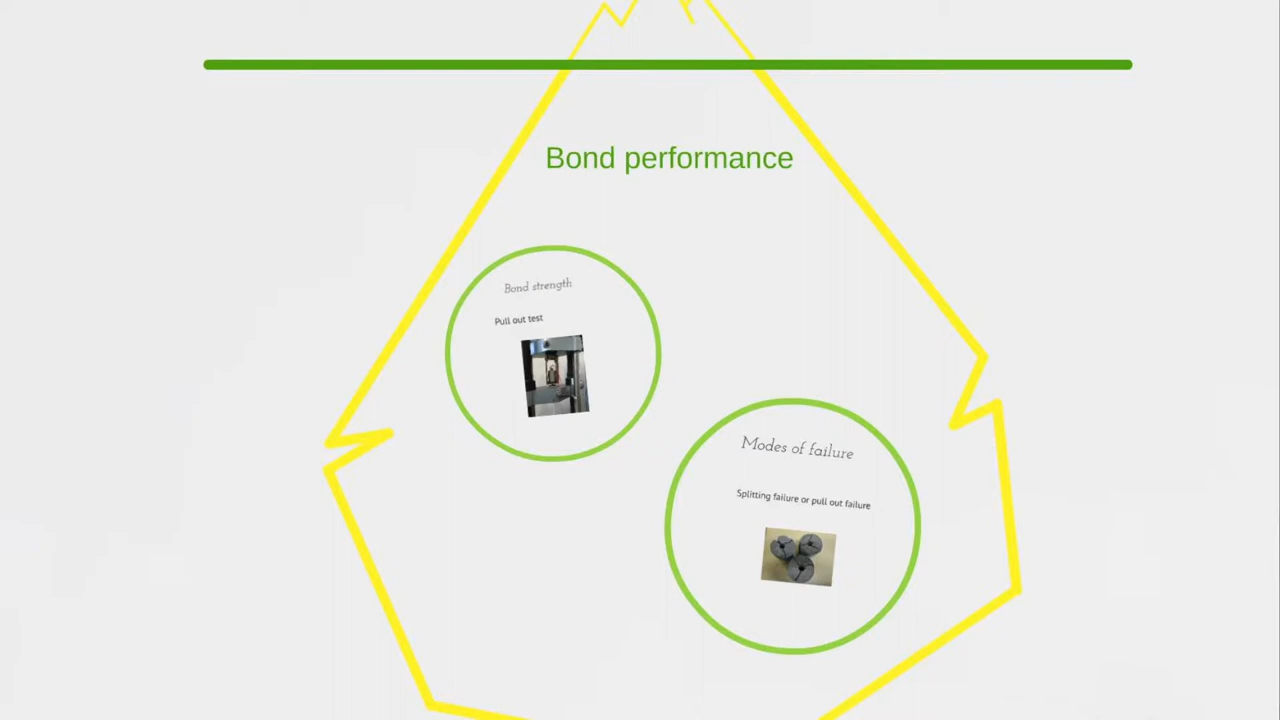 Bond performance
Bond strength
Pull out test
Modes of failure
Splitting failure or pull out failure